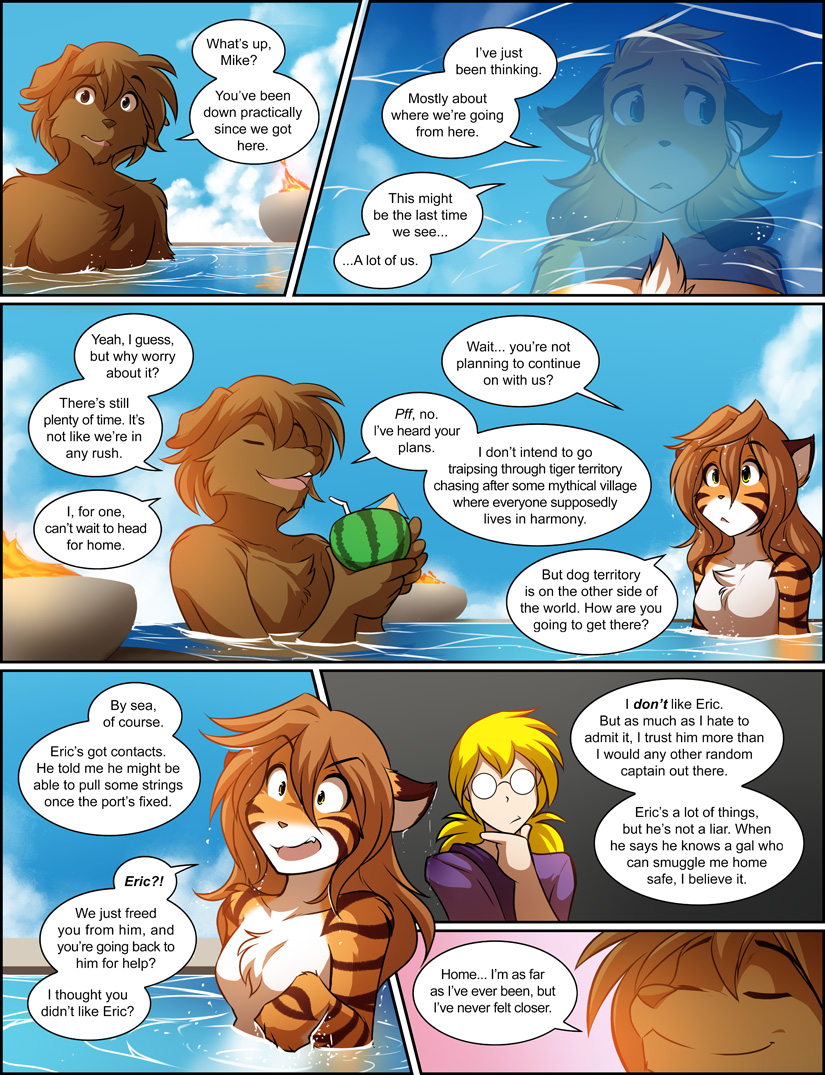 What's up,
Mike?
You've been
down practically
since we got
here.
I've just
been thinking.
Mostly about
where we're going
from here.
This might
be the last time
we see...
...A lot of us.
Yeah, I guess,
but why worry
about it?
There's still
plenty of time. It's
not like we're in
any rush.
I, for one,
can't wait to head
for home.
Wait... you're not
planning to continue
on with us?
Pff, no.
I've heard your
plans.
I don't intend to go
traipsing through tiger territory
chasing after some mythical village
where everyone supposedly
lives in harmony.
But dog territory
is on the other side of
the world. How are you
going to get there?
By sea,
of course.
Eric's got contacts.
He told me he might be
able to pull some strings
once the port's fixed.
Eric?!
We just freed
you from him, and
you're going back to
him for help?
I thought you
didn't like Eric?
I don't like Eric.
But as much as I hate to
admit it, I trust him more than
I would any other random
captain out there.
Eric's a lot of things,
but he's not a liar. When
he says he knows a gal who
can smuggle me home
safe, I believe it.
Home... I'm as far
as I've ever been, but
I've never felt closer.